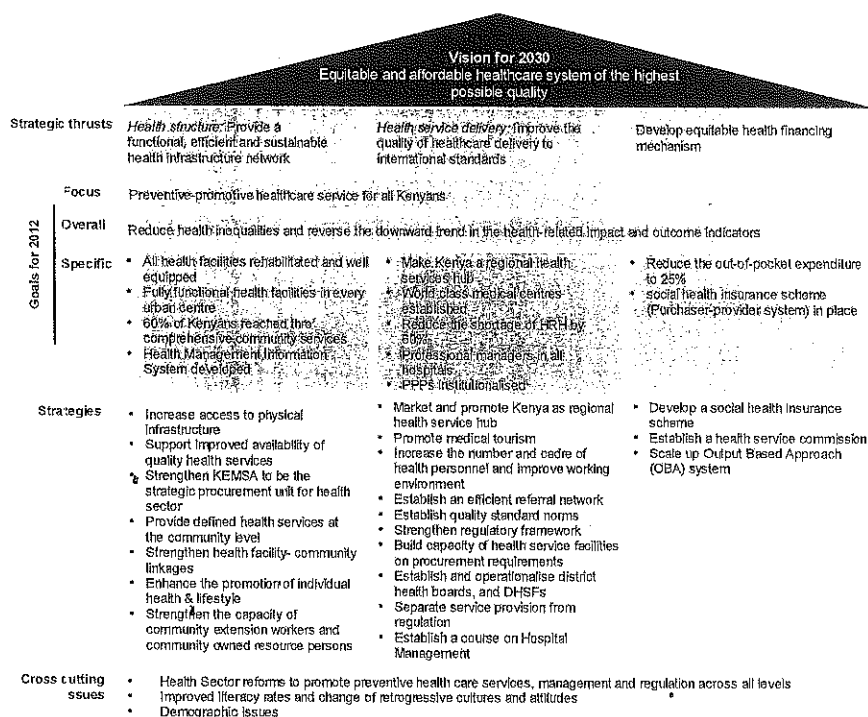 Vision for 2030
Equitable and affordable healthcare system of the highest
possible quality
Strategic thrusts
Health structure: Provide a
functional, efficient and sustainable
health infrastructure network
Health service delivery: Improve the
quality of healthcare delivery to
international standards
Develop equitable health financing
mechanism
Goals for 2012
Focus
Preventive-promotive healthcare service for all Kenyans
Overall
Reduce health inequalities and reverse the downward trend in the health-related impact and outcome indicators
Specific
• All health facilities rehabilitated and well
equipped
• Fully functional health facilities in every
urban centre
• 60% of Kenyans reached thro'
comprehensive community services
• Health Management Information
System developed
• Make Kenya a regional health
services hub
• World class medical centres
established
• Reduce the shortage of HRH by
60%
• Professional managers in all
hospitals
• PPPs institutionalised
• Reduce the out-of-pocket expenditure
to 25%
• social health insurance scheme
(Purchaser-provider system) in place
Strategies
• Increase access to physical
infrastructure
• Support improved availability of
quality health services
• Strengthen KEMSA to be the
strategic procurement unit for health
sector
• Provide defined health services at
the community level
• Strengthen health facility- community
linkages
• Enhance the promotion of individual
health & lifestyle
• Strengthen the capacity of
community extension workers and
community owned resource persons
• Market and promote Kenya as regional
health service hub
• Promote medical tourism
• Increase the number and cadre of
health personnel and improve working
environment
• Establish an efficient referral network
• Establish quality standard norms
• Strengthen regulatory framework
• Build capacity of health service facilities
on procurement requirements
• Establish and operationalise district
health boards, and DHSFs
• Separate service provision from
regulation
• Establish a course on Hospital
Management
• Develop a social health insurance
scheme
• Establish a health service commission
• Scale up Output Based Approach
(OBA) system
Cross cutting
issues
• Health Sector reforms to promote preventive health care services, management and regulation across all levels
• Improved literacy rates and change of retrogressive cultures and attitudes
• Demographic issues